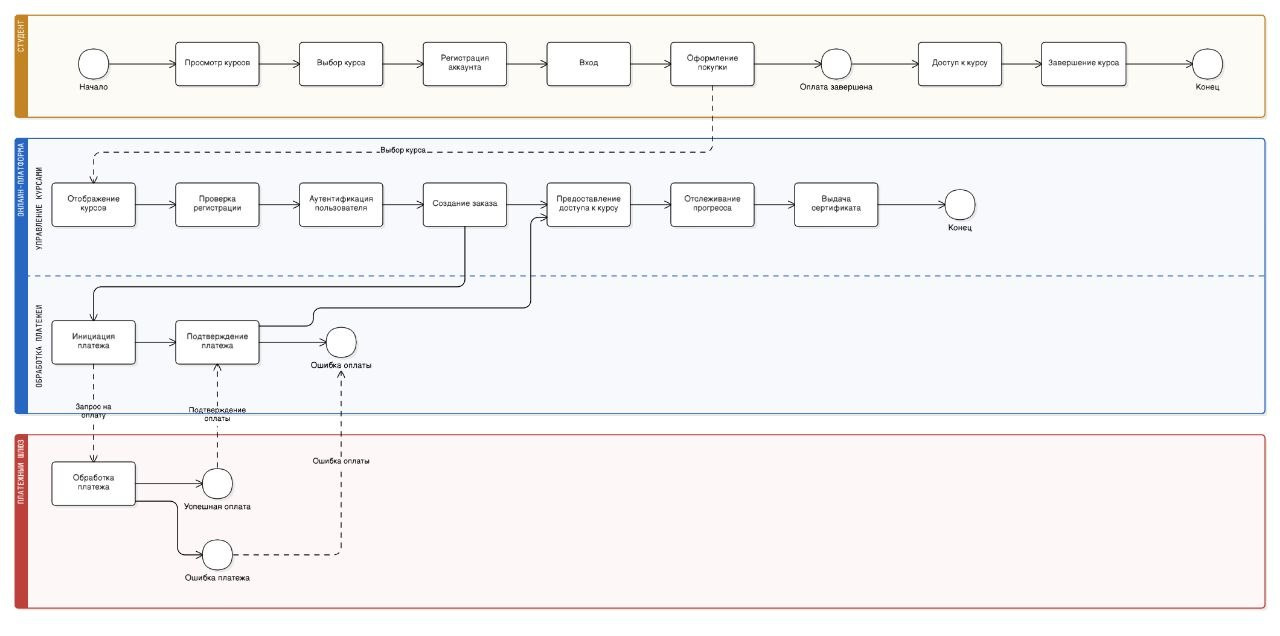 СТУДЕНТ
Начало
Просмотр курсов
Выбор курса
Регистрация
аккаунта
Вход
Оформление
покупки
Оплата завершена
Доступ к курсу
Завершение курса
Конец
ОНЛАЙН-ПЛАТФОРМА
УПРАВЛЕНИЕ КУРСАМИ
Выбор курса
Отображение
курсов
Проверка
регистрации
Аутентификация
пользователя
Создание заказа
Предоставление
доступа к курсу
Отслеживание
прогресса
Выдача
сертификата
Конец
ОБРАБОТКА ПЛАТЕЖЕЙ
Инициация
платежа
Подтверждение
платежа
Ошибка оплаты
Запрос на
оплату
Подтверждение
оплаты
Ошибка оплаты
ПЛАТЕЖНЫЙ ШЛЮЗ
Обработка
платежа
Успешная оплата
Ошибка платежа